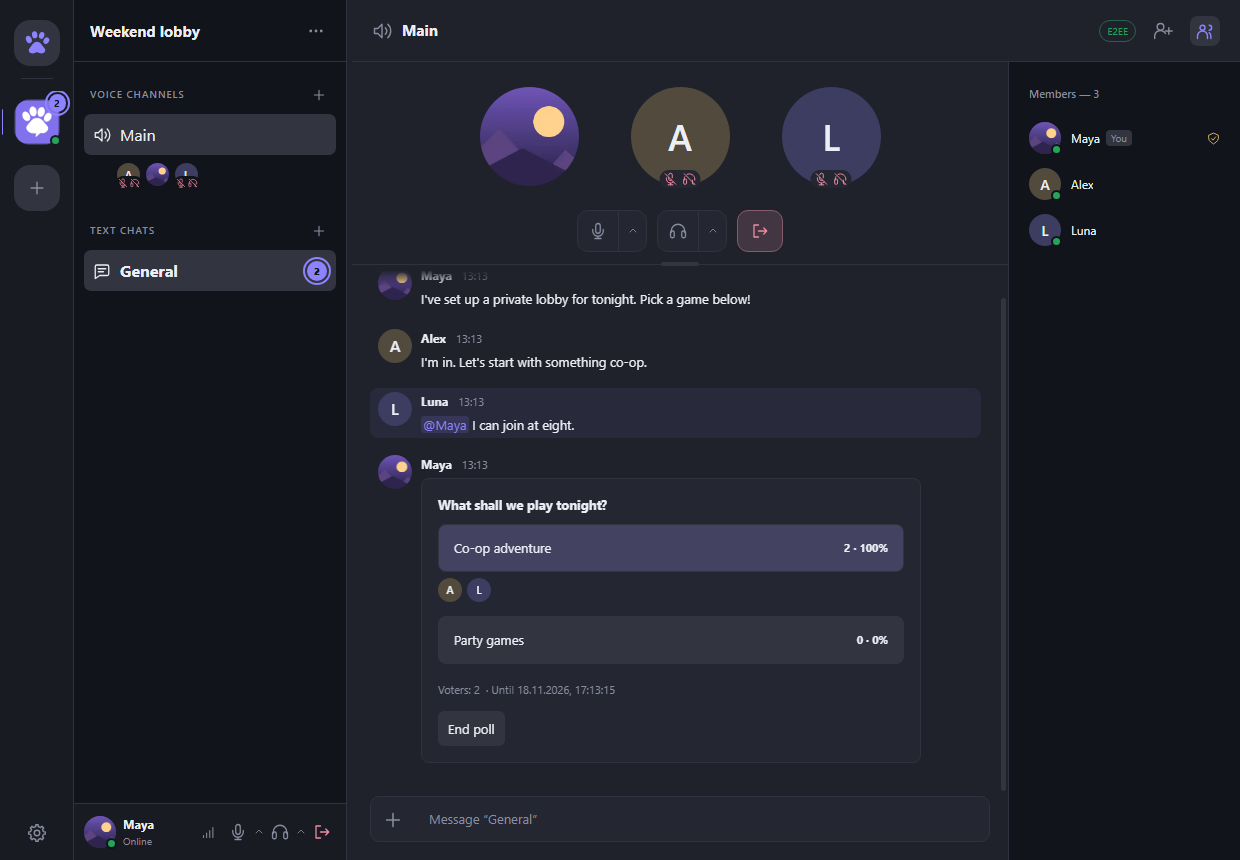 Weekend lobby
Main
E2EE
2
VOICE CHANNELS
Main
A
L
TEXT CHATS
General
2
A
L
Members — 3
Maya You
A Alex
L Luna
Maya 13:13
I've set up a private lobby for tonight. Pick a game below!
A
Alex 13:13
I'm in. Let's start with something co-op.
L
Luna 13:13
@Maya I can join at eight.
Maya 13:13
What shall we play tonight?
Co-op adventure 2 · 100%
A L
Party games 0 · 0%
Voters: 2 · Until 18.11.2026, 17:13:15
End poll
Message “General”
Maya
Online